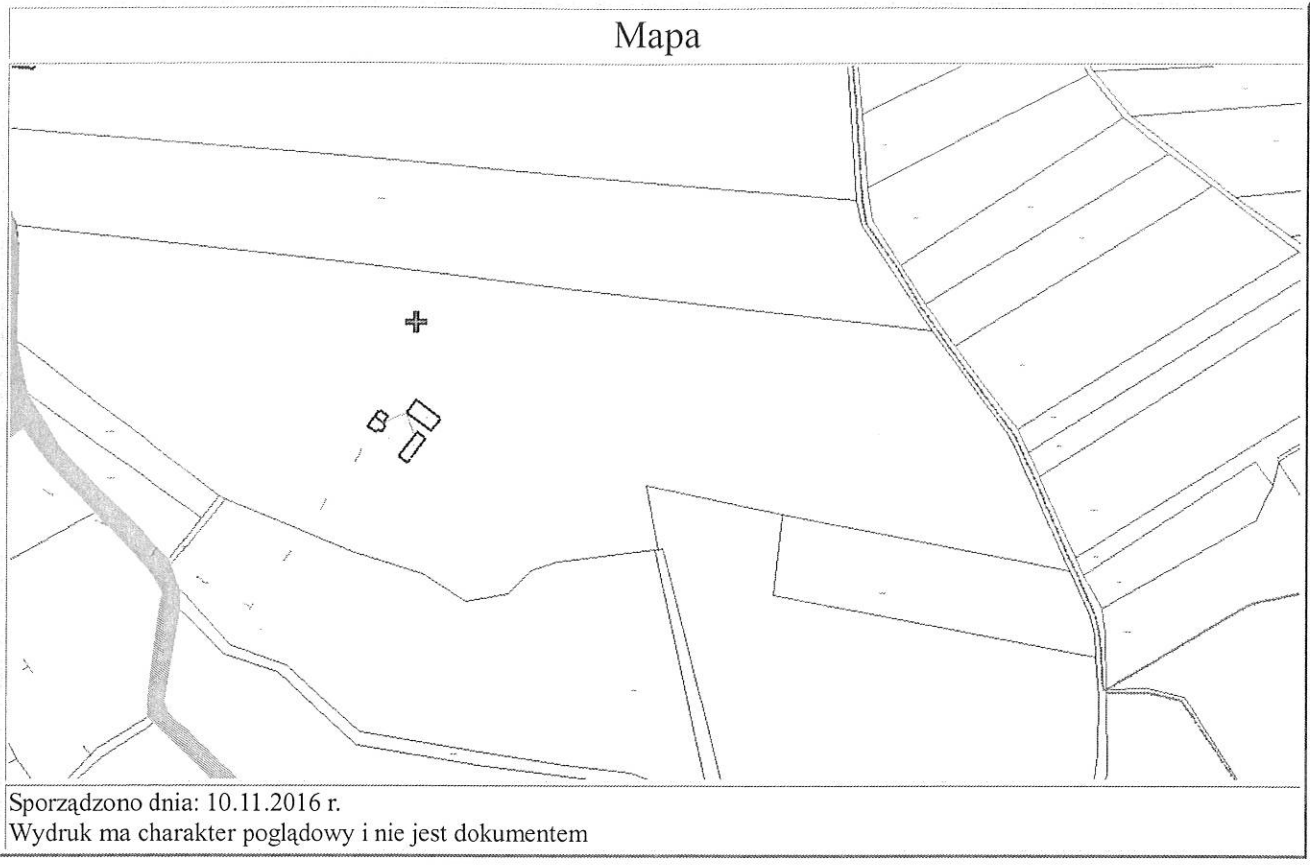 Mapa
Sporządzono dnia: 10.11.2016 r.
Wydruk ma charakter poglądowy i nie jest dokumentem